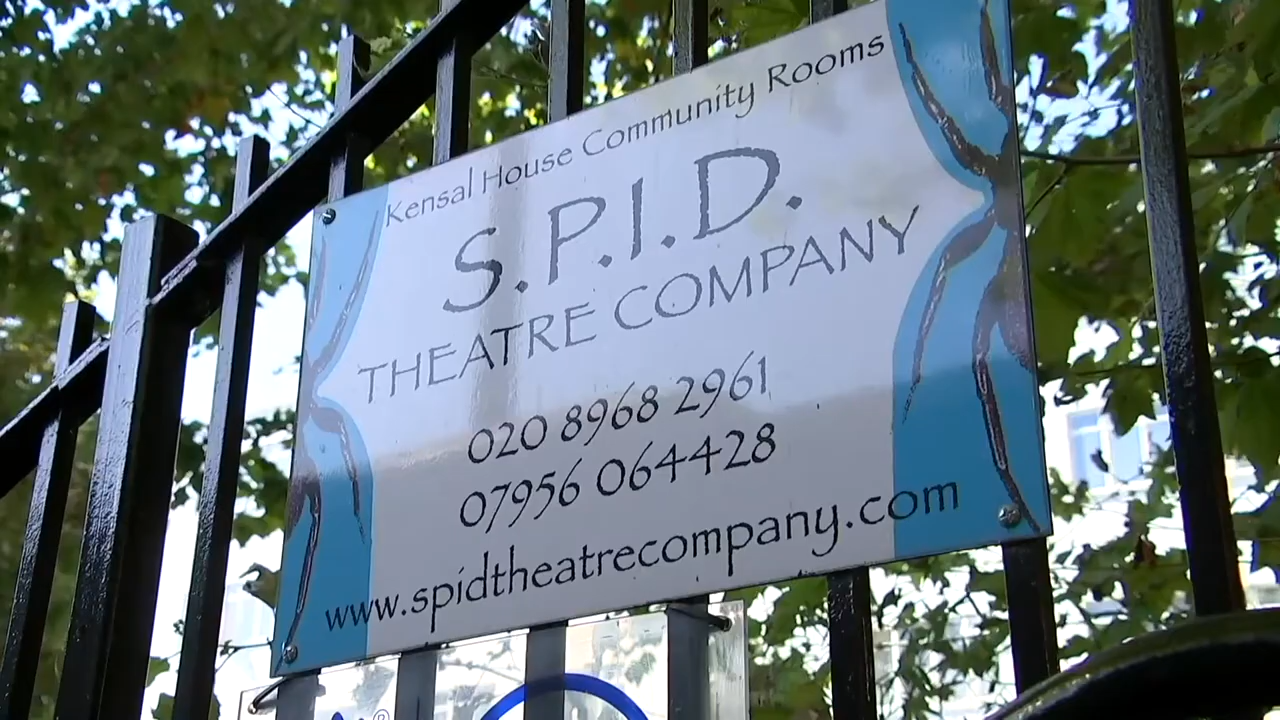 Kensal House Community Rooms
S.P.I.D.
THEATRE COMPANY
020 8968 2961
07956 064428
www.spidtheatrecompany.com
®